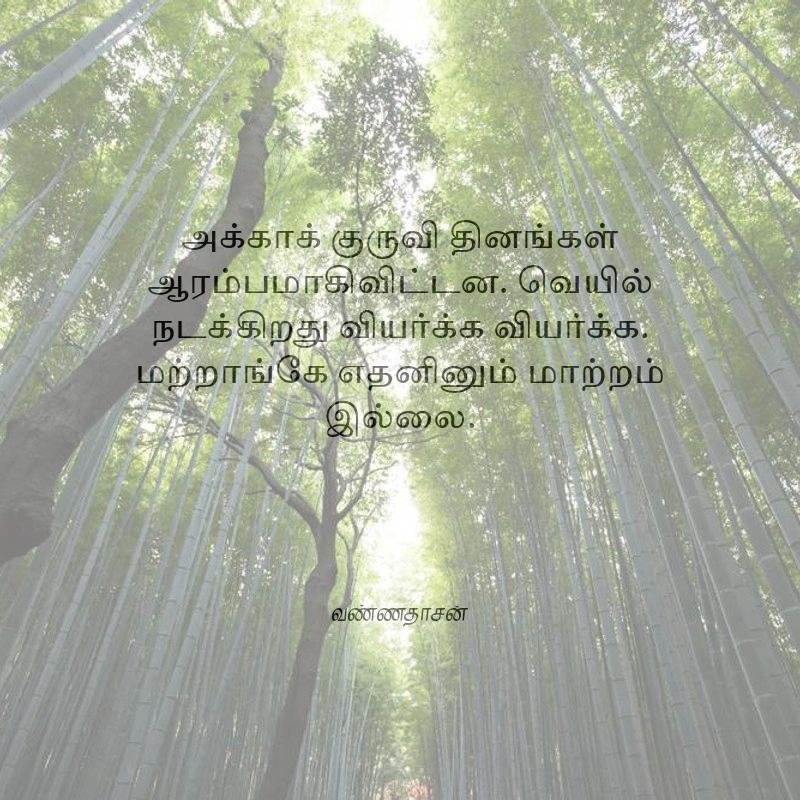 அக்காக் குருவி தினங்கள்
ஆரம்பமாகிவிட்டன. வெயில்
நடக்கிறது வியர்க்க வியர்க்க.
மற்றாங்கே எதனினும் மாற்றம்
இல்லை.
வண்ணதாசன்